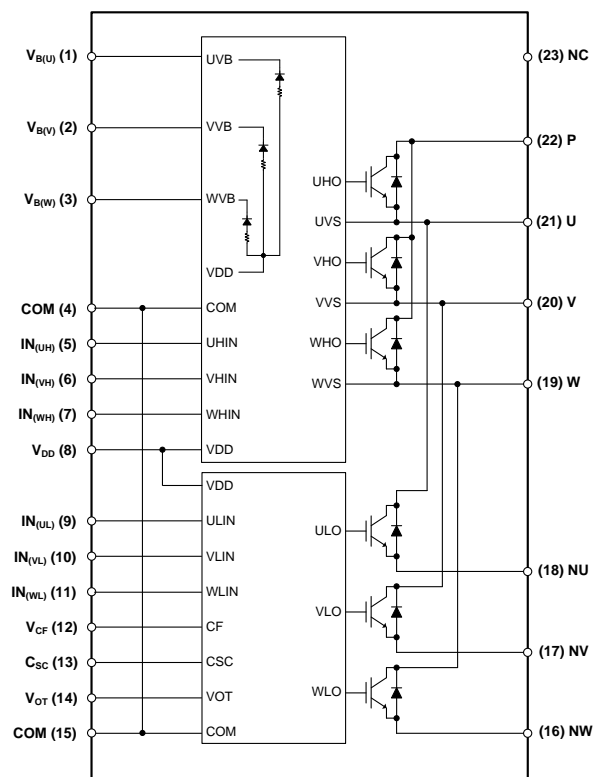 V_B(U) (1)
V_B(V) (2)
V_B(W) (3)
COM (4)
IN_(UH) (5)
IN_(VH) (6)
IN_(WH) (7)
V_DD (8)
IN_(UL) (9)
IN_(VL) (10)
IN_(WL) (11)
V_CF (12)
C_SC (13)
V_OT (14)
COM (15)
UVB
VVB
WVB
VDD
COM
UHIN
VHIN
WHIN
VDD
UHO
UVS
VHO
VVS
WHO
WVS
VDD
ULIN
VLIN
WLIN
CF
CSC
VOT
COM
ULO
VLO
WLO
(23) NC
(22) P
(21) U
(20) V
(19) W
(18) NU
(17) NV
(16) NW